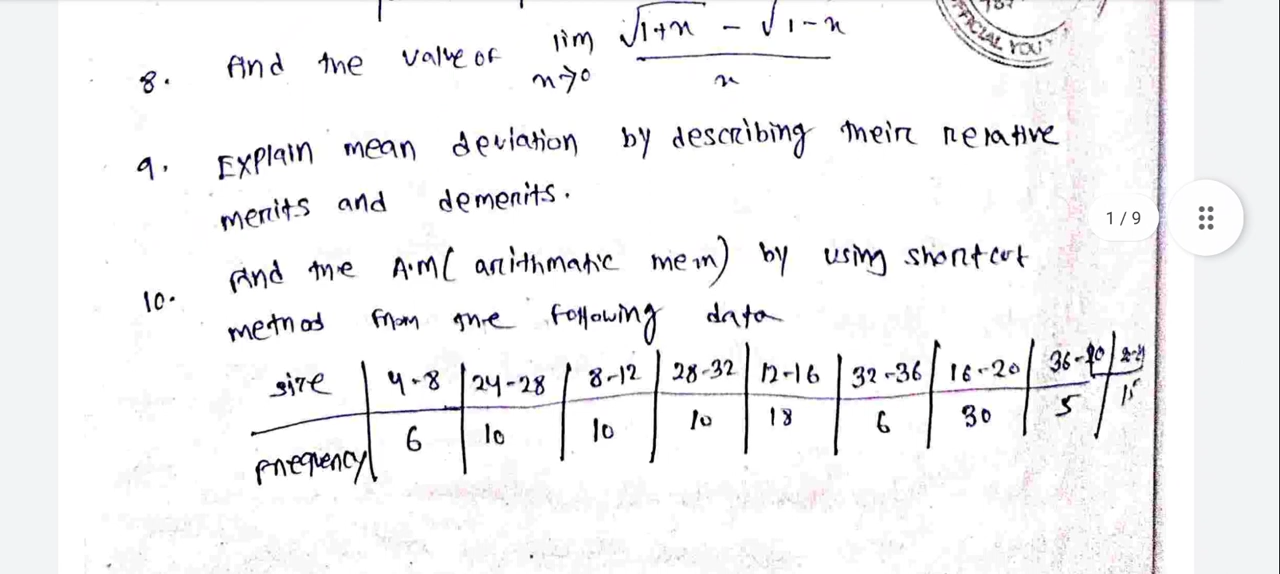 8. find the value of lim x→0 √1+x - √1-x / x
9. Explain mean deviation by describing their relative
merits and demerits.
10. find the A.M( arithmatic mean) by using shortcut
method from the following data
size 4-8 24-28 8-12 28-32 12-16 32-36 16-20 36-40
frequency 6 10 10 10 18 6 30 5 15
OFFICIAL YOU
1 / 9